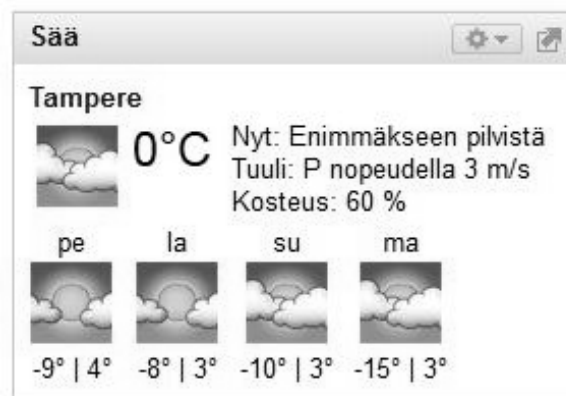 Sää
Tampere
0°C
Nyt: Enimmäkseen pilvistä
Tuuli: P nopeudella 3 m/s
Kosteus: 60 %
pe la su ma
-9° | 4° -8° | 3° -10° | 3° -15° | 3°